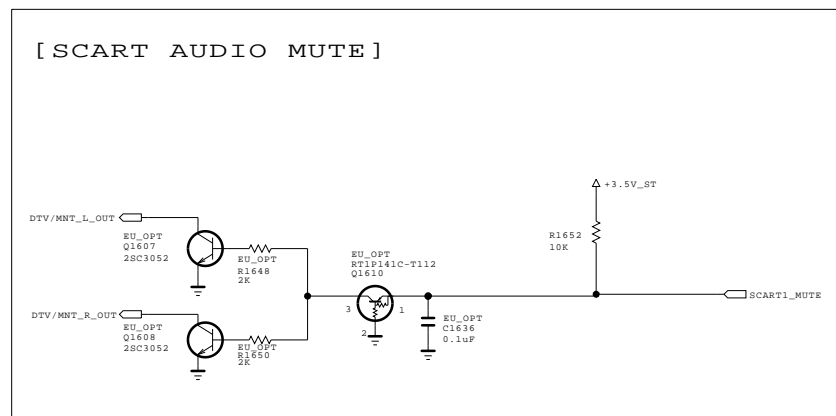 [SCART AUDIO MUTE]
+3.5V_ST
DTV/MNT_L_OUT
EU_OPT
Q1607
2SC3052
EU_OPT
R1648
2K
EU_OPT
RT1P141C-T112
Q1610
R1652
10K
3
1
2
SCART1_MUTE
DTV/MNT_R_OUT
EU_OPT
Q1608
2SC3052
EU_OPT
R1650
2K
EU_OPT
C1636
0.1uF